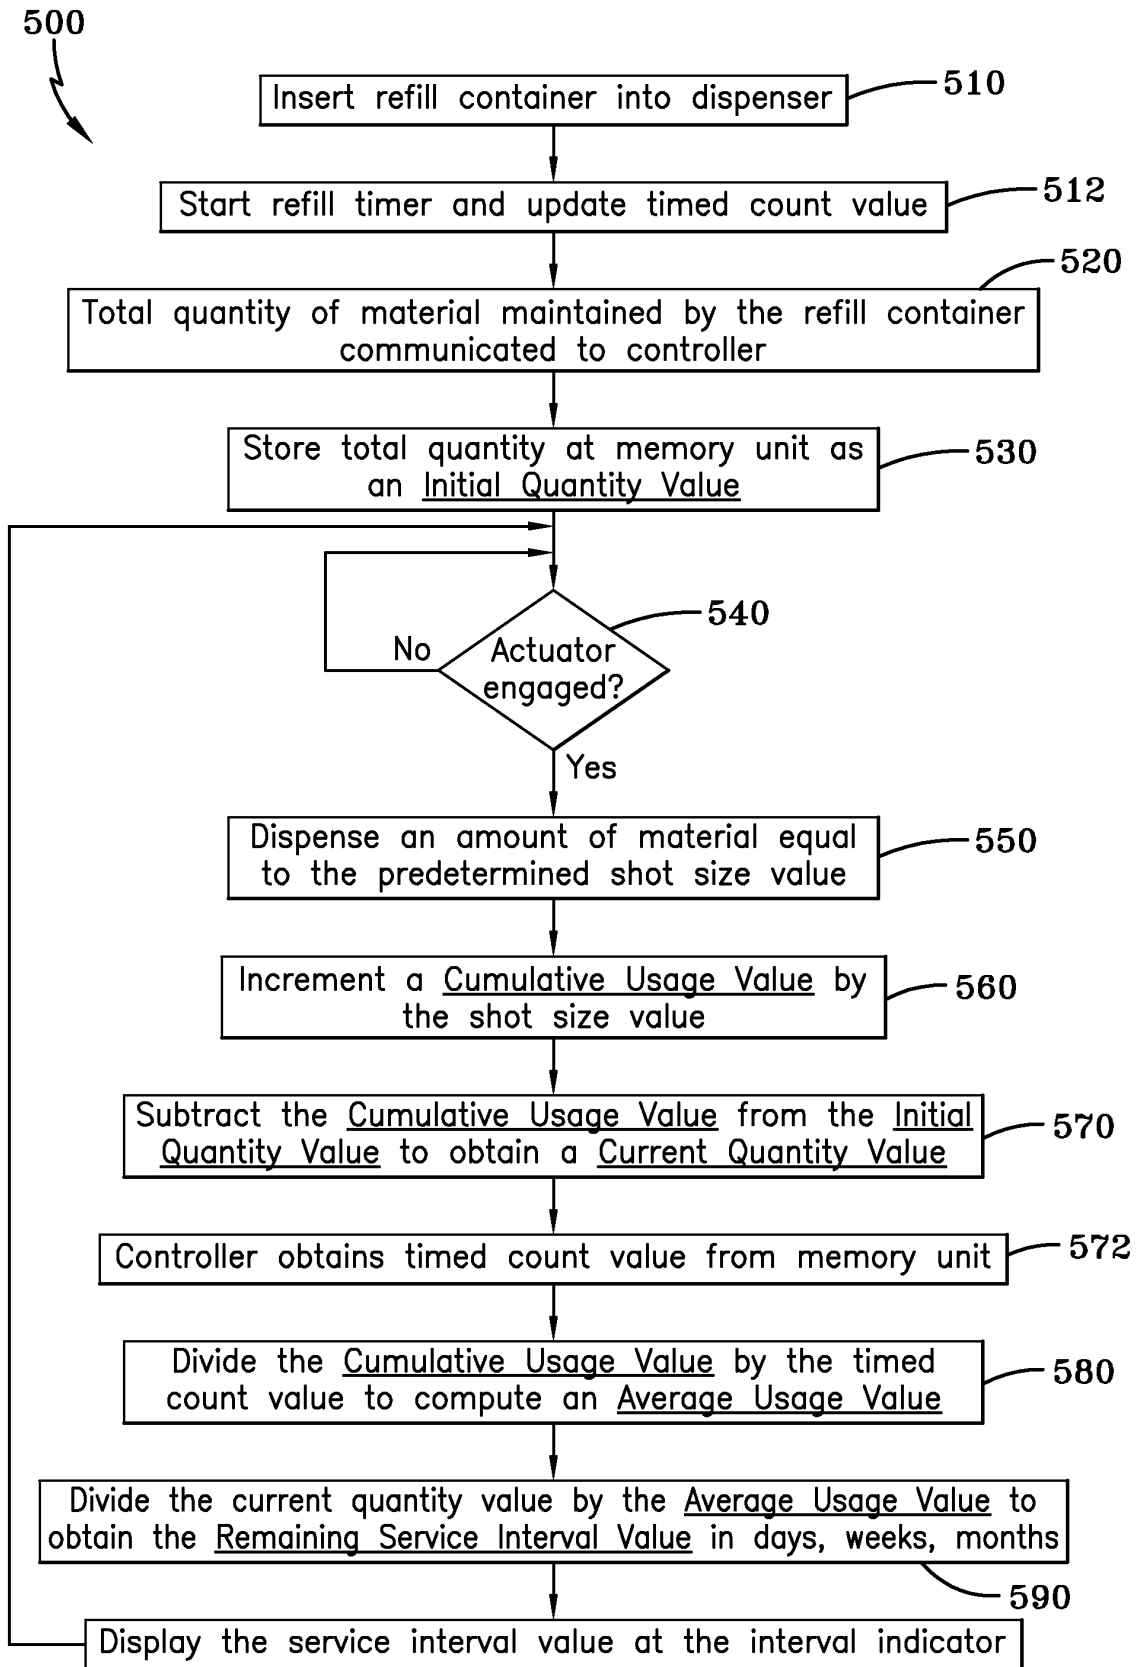 500
Insert refill container into dispenser
510
Start refill timer and update timed count value
512
520
Total quantity of material maintained by the refill container
communicated to controller
Store total quantity at memory unit as
an Initial Quantity Value
530
540
No
Actuator
engaged?
Yes
Dispense an amount of material equal
to the predetermined shot size value
550
Increment a Cumulative Usage Value by
the shot size value
560
Subtract the Cumulative Usage Value from the Initial
Quantity Value to obtain a Current Quantity Value
570
Controller obtains timed count value from memory unit
572
Divide the Cumulative Usage Value by the timed
count value to compute an Average Usage Value
580
Divide the current quantity value by the Average Usage Value to
obtain the Remaining Service Interval Value in days, weeks, months
590
Display the service interval value at the interval indicator